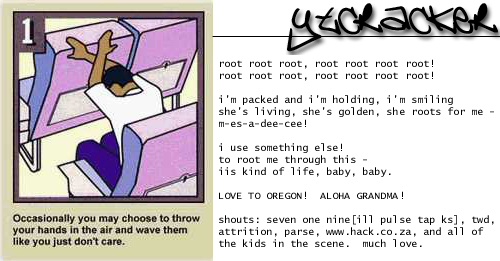 1
Occasionally you may choose to throw
your hands in the air and wave them
like you just don't care.
ytcracker
root root root, root root root root!
root root root, root root root root!
i'm packed and i'm holding, i'm smiling
she's living, she's golden, she roots for me -
m-es-a-dee-cee!
i use something else!
to root me through this -
iis kind of life, baby, baby.
LOVE TO OREGON!  ALOHA GRANDMA!
shouts: seven one nine[ill pulse tap ks], twd,
attrition, parse, www.hack.co.za, and all of
the kids in the scene.  much love.